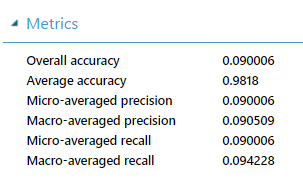 Metrics
Overall accuracy 0.090006
Average accuracy 0.9818
Micro-averaged precision 0.090006
Macro-averaged precision 0.090509
Micro-averaged recall 0.090006
Macro-averaged recall 0.094228